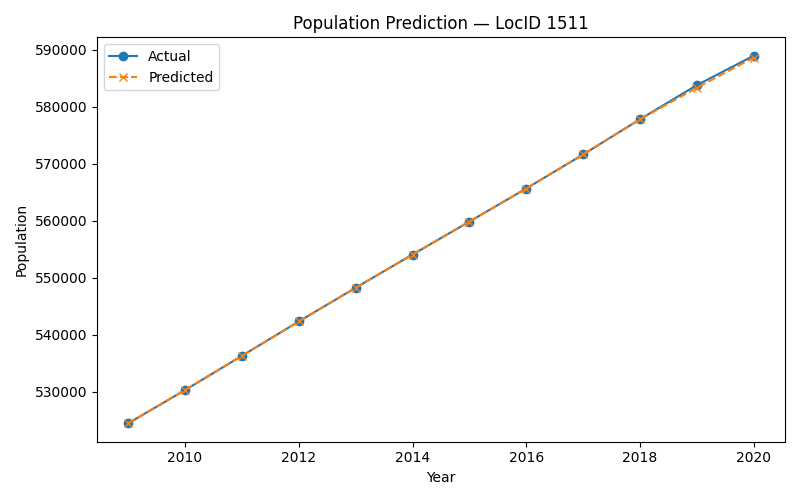 Population Prediction — LocID 1511
Actual
Predicted
590000
580000
570000
560000
550000
540000
530000
Population
2010 2012 2014 2016 2018 2020
Year